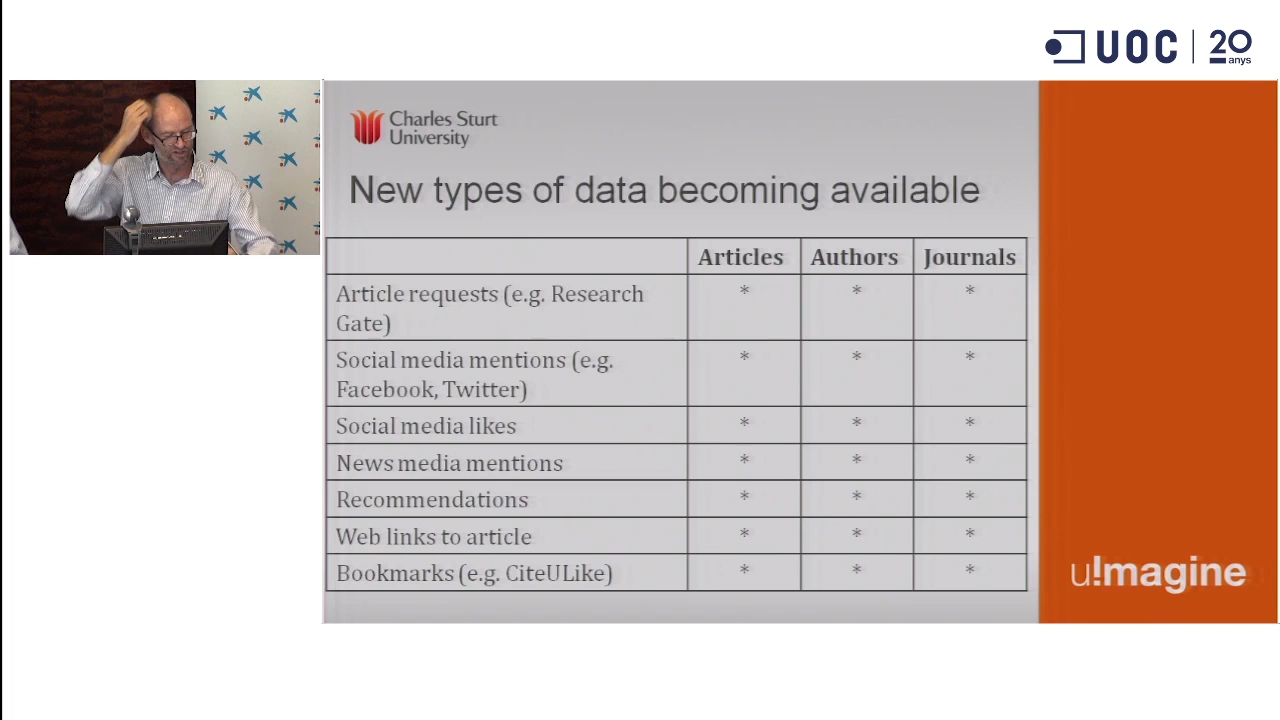 UOC 20
anys
Charles Sturt
University
New types of data becoming available
Articles Authors Journals
Article requests (e.g. Research
Gate) * * *
Social media mentions (e.g.
Facebook, Twitter) * * *
Social media likes * * *
News media mentions * * *
Recommendations * * *
Web links to article * * *
Bookmarks (e.g. CiteULike) * * *
u!magine